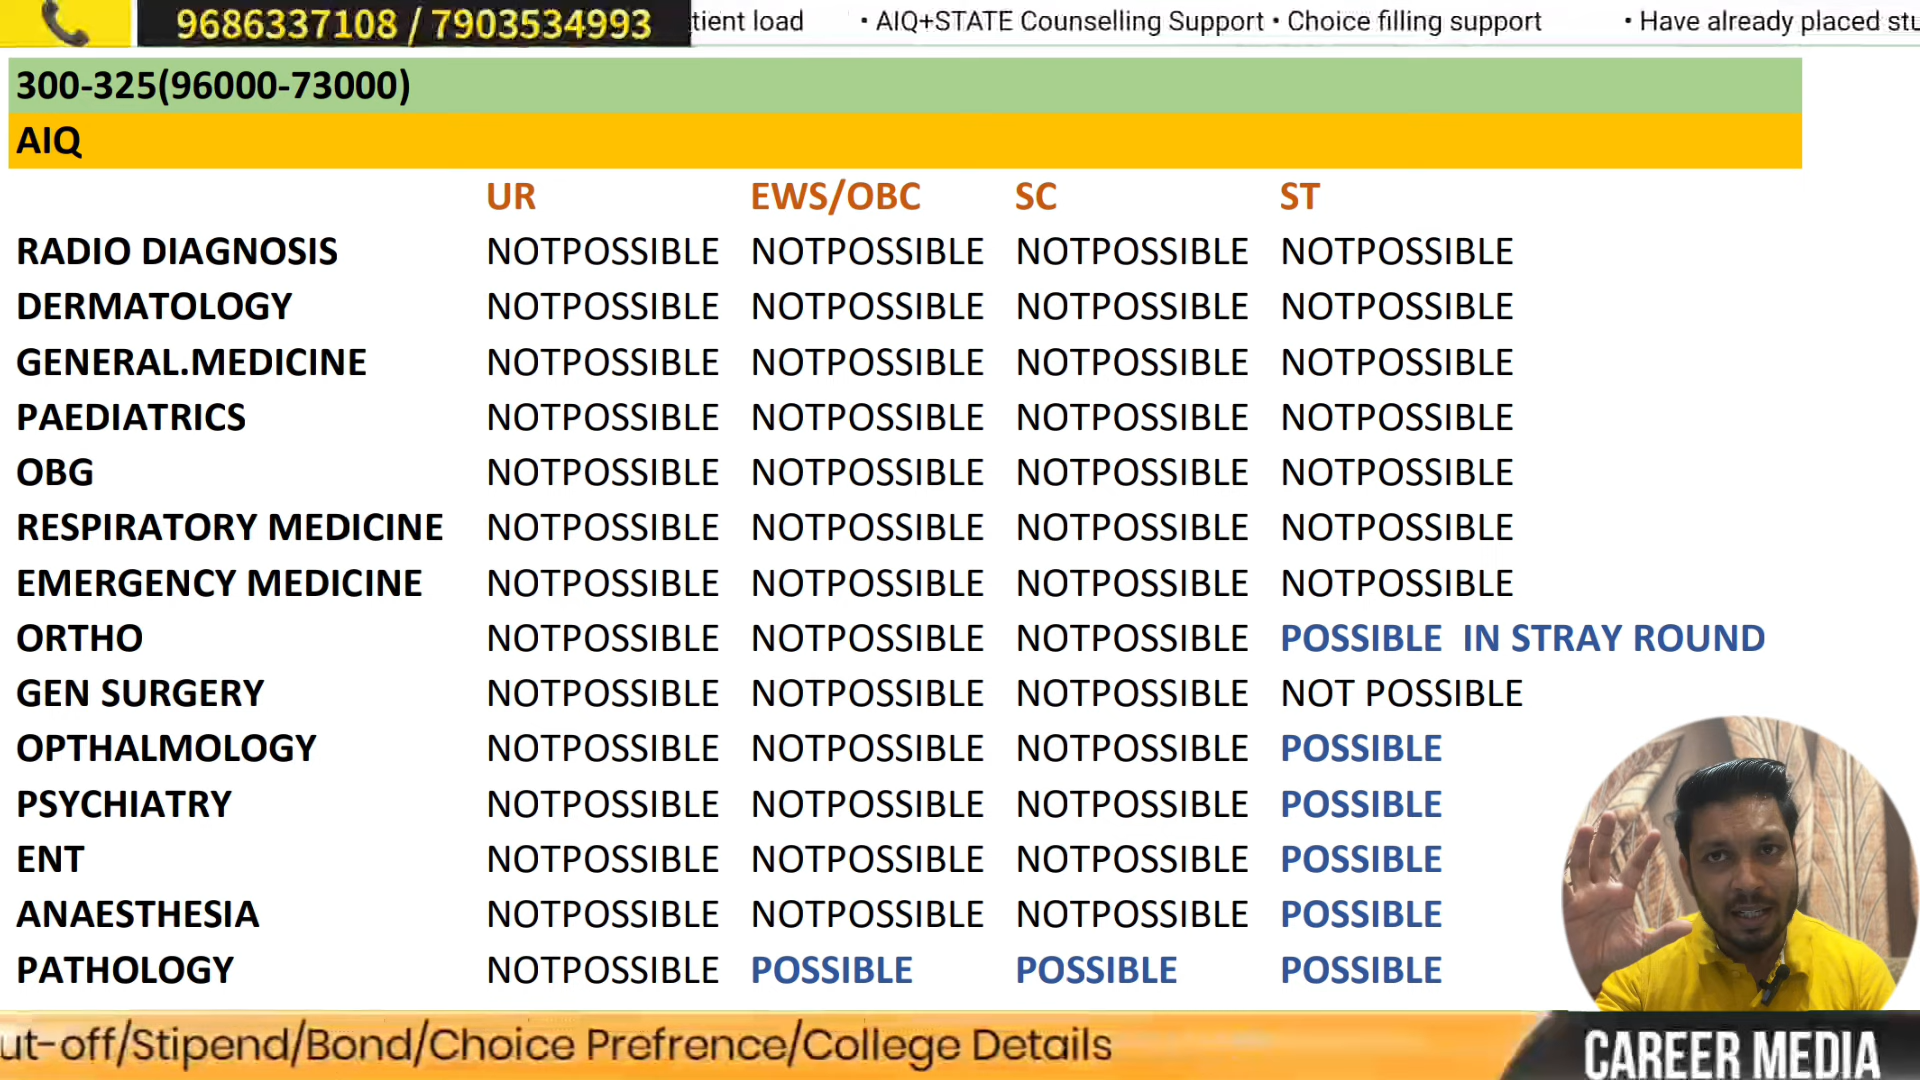 9686337108 / 7903534993 tient load • AIQ+STATE Counselling Support • Choice filling support • Have already placed stu
300-325(96000-73000)
AIQ
UR EWS/OBC SC ST
RADIO DIAGNOSIS NOTPOSSIBLE NOTPOSSIBLE NOTPOSSIBLE NOTPOSSIBLE
DERMATOLOGY NOTPOSSIBLE NOTPOSSIBLE NOTPOSSIBLE NOTPOSSIBLE
GENERAL.MEDICINE NOTPOSSIBLE NOTPOSSIBLE NOTPOSSIBLE NOTPOSSIBLE
PAEDIATRICS NOTPOSSIBLE NOTPOSSIBLE NOTPOSSIBLE NOTPOSSIBLE
OBG NOTPOSSIBLE NOTPOSSIBLE NOTPOSSIBLE NOTPOSSIBLE
RESPIRATORY MEDICINE NOTPOSSIBLE NOTPOSSIBLE NOTPOSSIBLE NOTPOSSIBLE
EMERGENCY MEDICINE NOTPOSSIBLE NOTPOSSIBLE NOTPOSSIBLE NOTPOSSIBLE
ORTHO NOTPOSSIBLE NOTPOSSIBLE NOTPOSSIBLE POSSIBLE IN STRAY ROUND
GEN SURGERY NOTPOSSIBLE NOTPOSSIBLE NOTPOSSIBLE NOT POSSIBLE
OPTHALMOLOGY NOTPOSSIBLE NOTPOSSIBLE NOTPOSSIBLE POSSIBLE
PSYCHIATRY NOTPOSSIBLE NOTPOSSIBLE NOTPOSSIBLE POSSIBLE
ENT NOTPOSSIBLE NOTPOSSIBLE NOTPOSSIBLE POSSIBLE
ANAESTHESIA NOTPOSSIBLE NOTPOSSIBLE NOTPOSSIBLE POSSIBLE
PATHOLOGY NOTPOSSIBLE POSSIBLE POSSIBLE POSSIBLE
ut-off/Stipend/Bond/Choice Prefrence/College Details
CAREER MEDIA